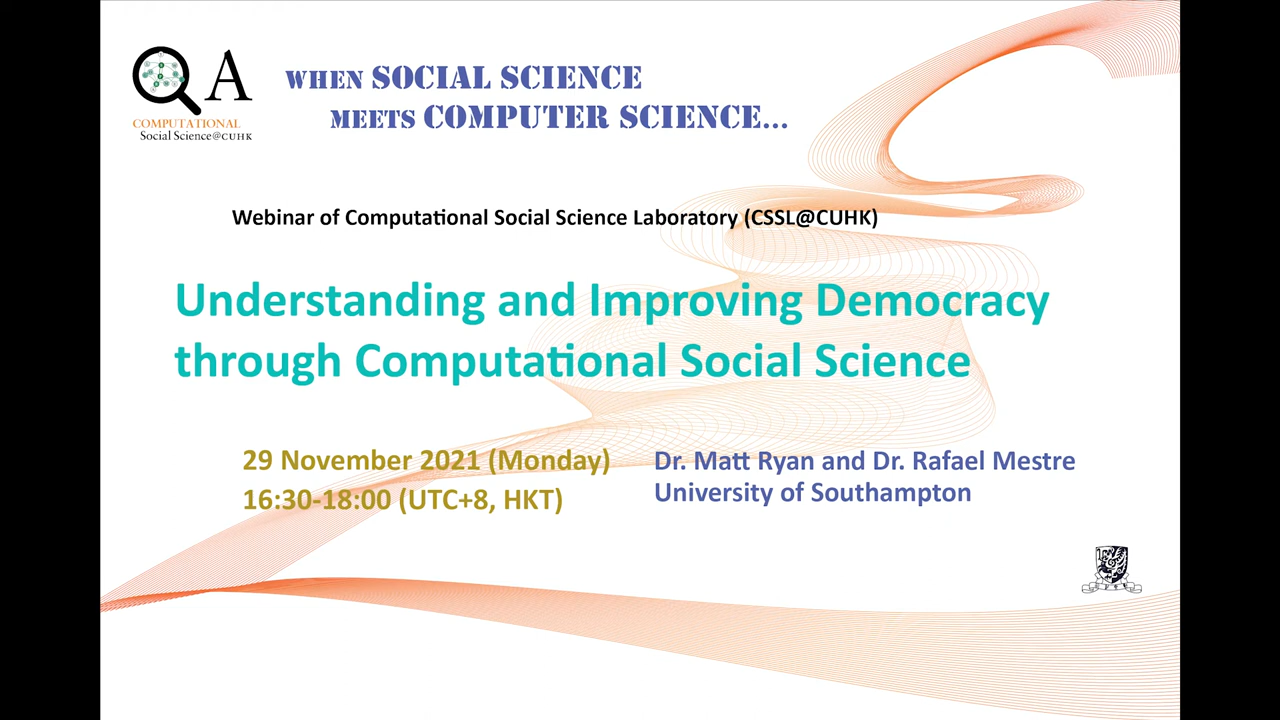 QA
COMPUTATIONAL
Social Science@CUHK
WHEN SOCIAL SCIENCE
MEETS COMPUTER SCIENCE...
Webinar of Computational Social Science Laboratory (CSSL@CUHK)
Understanding and Improving Democracy
through Computational Social Science
29 November 2021 (Monday)
16:30-18:00 (UTC+8, HKT)
Dr. Matt Ryan and Dr. Rafael Mestre
University of Southampton